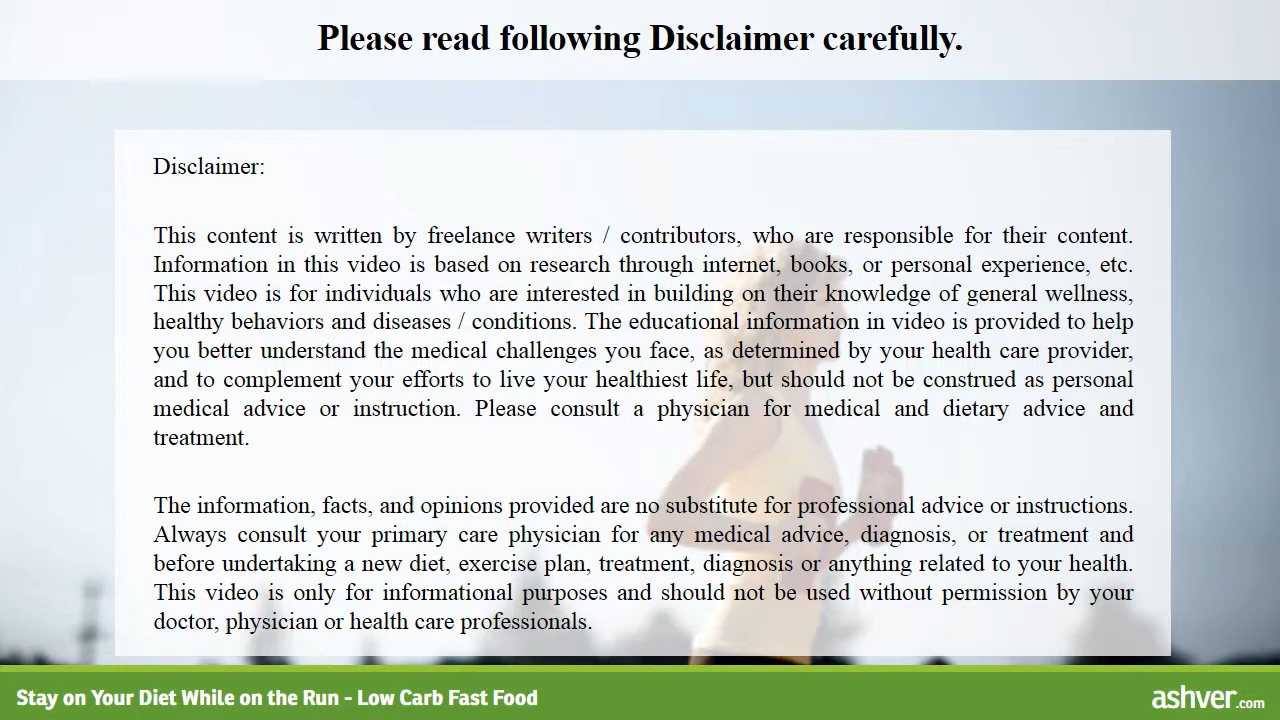 Please read following Disclaimer carefully.
Disclaimer:
This content is written by freelance writers / contributors, who are responsible for their content.
Information in this video is based on research through internet, books, or personal experience, etc.
This video is for individuals who are interested in building on their knowledge of general wellness,
healthy behaviors and diseases / conditions. The educational information in video is provided to help
you better understand the medical challenges you face, as determined by your health care provider,
and to complement your efforts to live your healthiest life, but should not be construed as personal
medical advice or instruction. Please consult a physician for medical and dietary advice and
treatment.
The information, facts, and opinions provided are no substitute for professional advice or instructions.
Always consult your primary care physician for any medical advice, diagnosis, or treatment and
before undertaking a new diet, exercise plan, treatment, diagnosis or anything related to your health.
This video is only for informational purposes and should not be used without permission by your
doctor, physician or health care professionals.
Stay on Your Diet While on the Run - Low Carb Fast Food
ashver.com